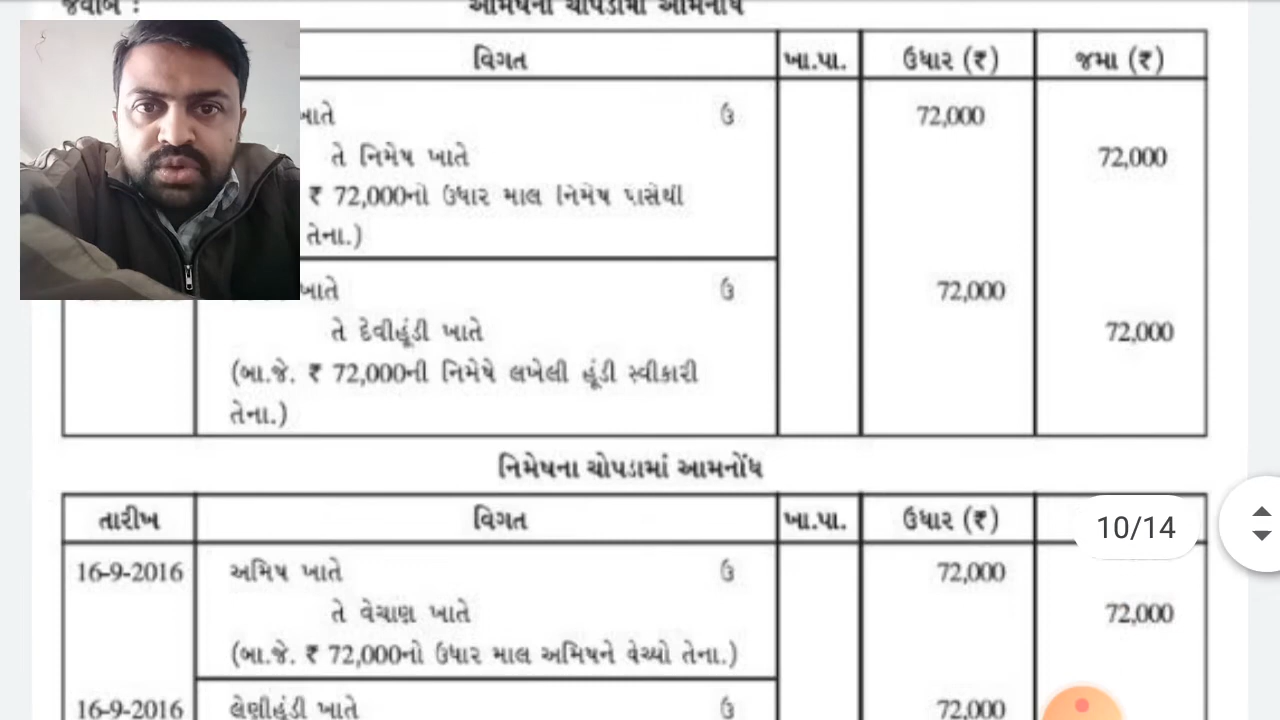 જવાબ :
આમિષના ચોપડામાં આમનોંધ
વિગત ખા.પા. ઉધાર (₹) જમા (₹)
ખાતે ઉ 72,000
તે નિમેષ ખાતે 72,000
₹ 72,000નો ઉધાર માલ નિમેષ પાસેથી
તેના.)
ખાતે ઉ 72,000
તે દેવીહૂંડી ખાતે 72,000
(બા.જે. ₹ 72,000ની નિમેષે લખેલી હૂંડી સ્વીકારી
તેના.)
નિમેષના ચોપડામાં આમનોંધ
તારીખ વિગત ખા.પા. ઉધાર (₹)
10/14
16-9-2016 અમિષ ખાતે ઉ 72,000
તે વેચાણ ખાતે 72,000
(બા.જે. ₹ 72,000નો ઉધાર માલ અમિષને વેચ્યો તેના.)
16-9-2016 લેણીહૂંડી ખાતે ઉ 72,000